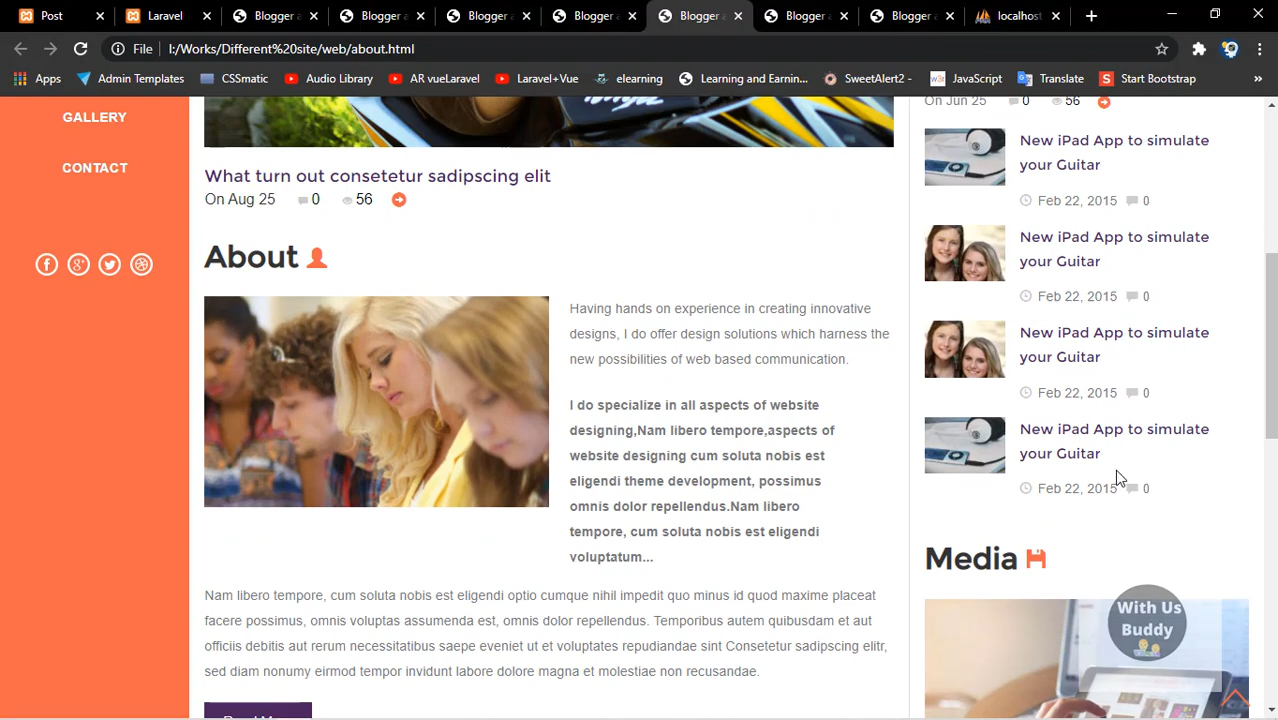 Post
Laravel
Blogger
Blogger
Blogger
Blogger
Blogger
Blogger
Blogger
localhost
File
I:/Works/Different%20site/web/about.html
Apps
Admin Templates
CSSmatic
Audio Library
AR vueLaravel
Laravel+Vue
elearning
Learning and Earnin...
SweetAlert2 -
JavaScript
Translate
Start Bootstrap
»
GALLERY
CONTACT
What turn out consetetur sadipscing elit
On Aug 25 0 56
About
Having hands on experience in creating innovative
designs, I do offer design solutions which harness the
new possibilities of web based communication.
I do specialize in all aspects of website
designing,Nam libero tempore,aspects of
website designing cum soluta nobis est
eligendi theme development, possimus
omnis dolor repellendus.Nam libero
tempore, cum soluta nobis est eligendi
voluptatum...
Nam libero tempore, cum soluta nobis est eligendi optio cumque nihil impedit quo minus id quod maxime placeat
facere possimus, omnis voluptas assumenda est, omnis dolor repellendus. Temporibus autem quibusdam et aut
officiis debitis aut rerum necessitatibus saepe eveniet ut et voluptates repudiandae sint Consetetur sadipscing elitr,
sed diam nonumy eirmod tempor invidunt labore dolore magna et molestiae non recusandae.
On Jun 25 0 56
New iPad App to simulate
your Guitar
Feb 22, 2015 0
New iPad App to simulate
your Guitar
Feb 22, 2015 0
New iPad App to simulate
your Guitar
Feb 22, 2015 0
New iPad App to simulate
your Guitar
Feb 22, 2015 0
Media
With Us
Buddy